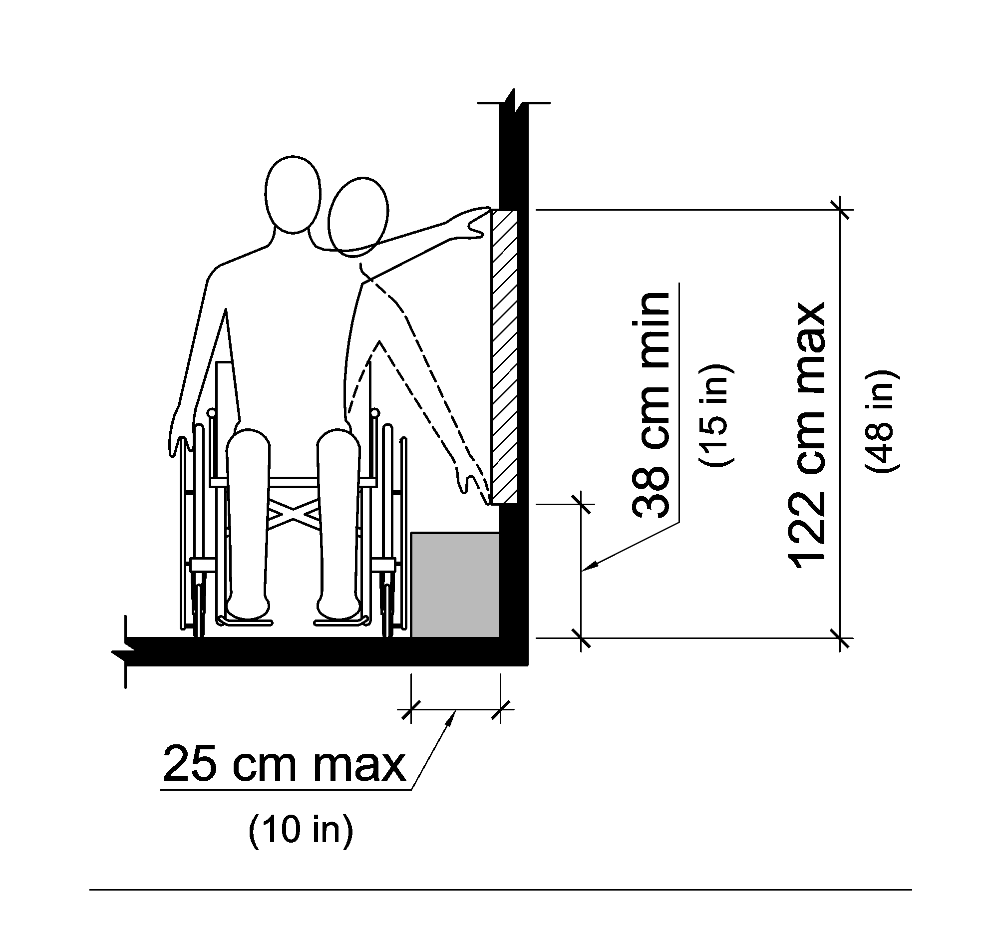 38 cm min
(15 in)
122 cm max
(48 in)
25 cm max
(10 in)